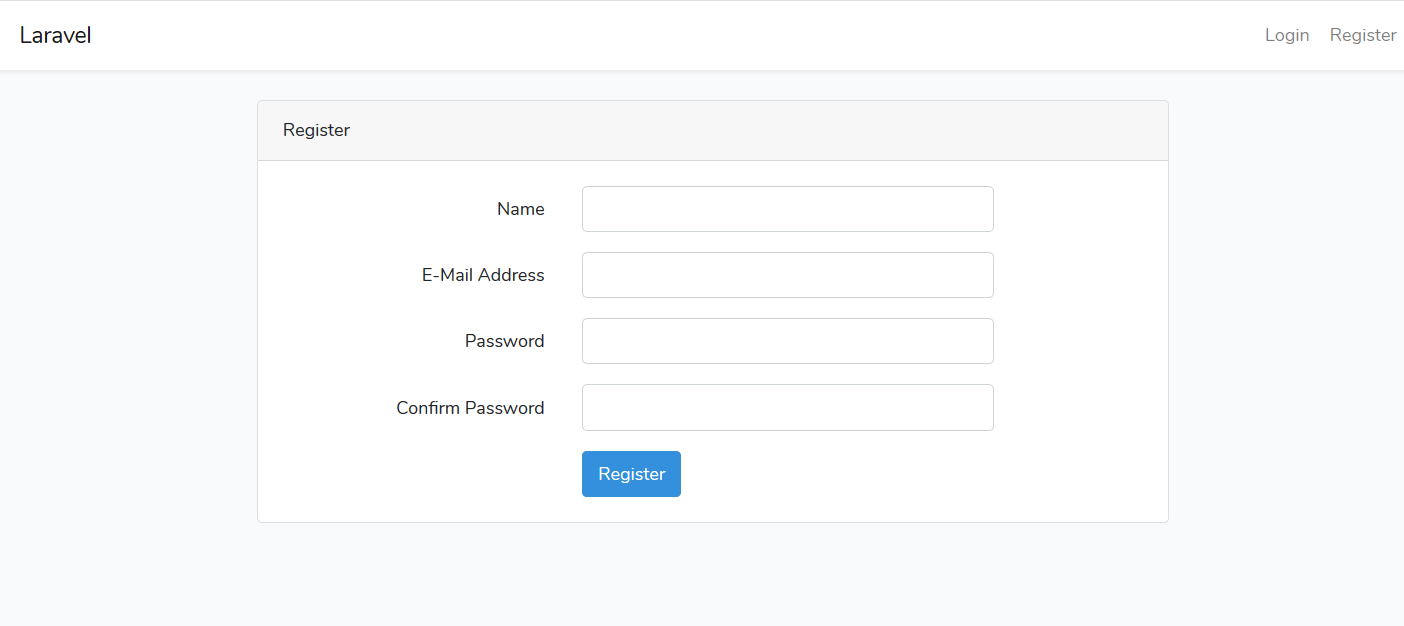 Laravel
Login Register
Register
Name
E-Mail Address
Password
Confirm Password
Register